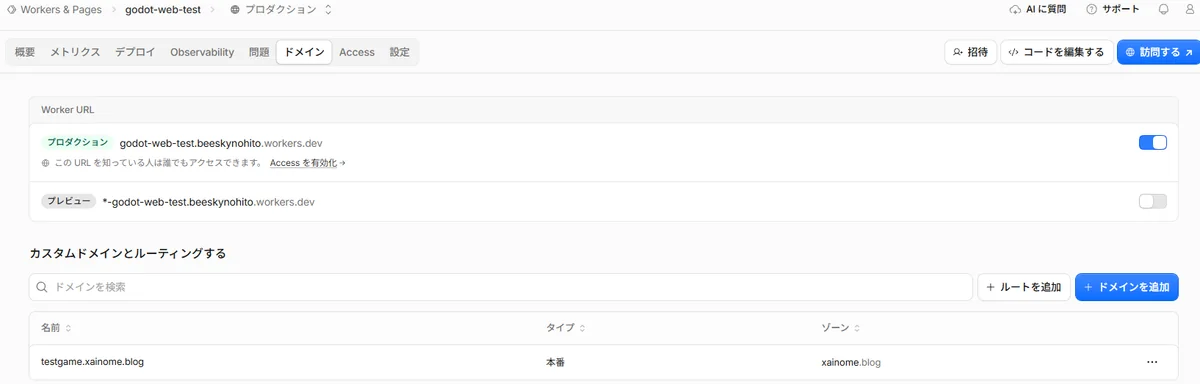 Workers & Pages > godot-web-test > プロダクション AI に質問 サポート
概要 メトリクス デプロイ Observability 問題 ドメイン Access 設定 招待 </> コードを編集する 訪問する
Worker URL
プロダクション godot-web-test.beeskynohito.workers.dev
この URL を知っている人は誰でもアクセスできます。 Access を有効化 →
プレビュー *-godot-web-test.beeskynohito.workers.dev
カスタムドメインとルーティングする
ドメインを検索 + ルートを追加 + ドメインを追加
名前 タイプ ゾーン
testgame.xainome.blog 本番 xainome.blog ...